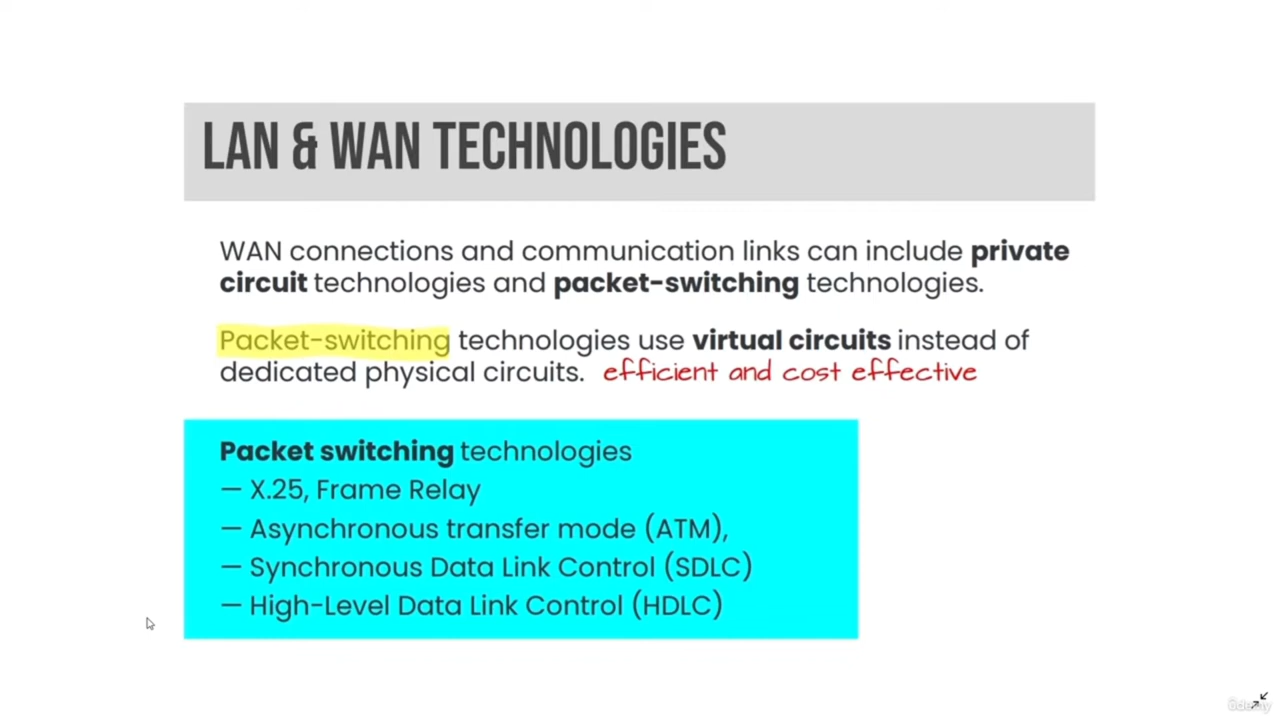 LAN & WAN TECHNOLOGIES
WAN connections and communication links can include private
circuit technologies and packet-switching technologies.
Packet-switching technologies use virtual circuits instead of
dedicated physical circuits. efficient and cost effective
Packet switching technologies
— X.25, Frame Relay
— Asynchronous transfer mode (ATM),
— Synchronous Data Link Control (SDLC)
— High-Level Data Link Control (HDLC)